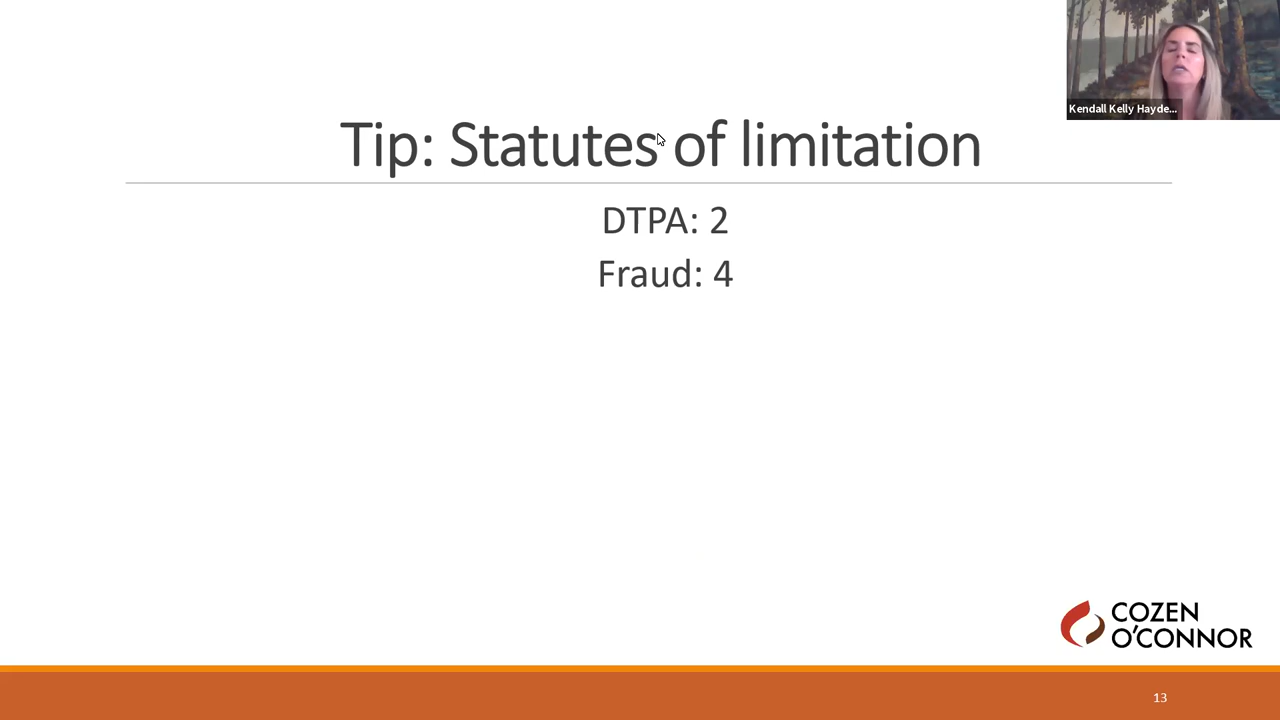 Kendall Kelly Hayde...
Tip: Statutes of limitation
DTPA: 2
Fraud: 4
COZEN
O'CONNOR
13